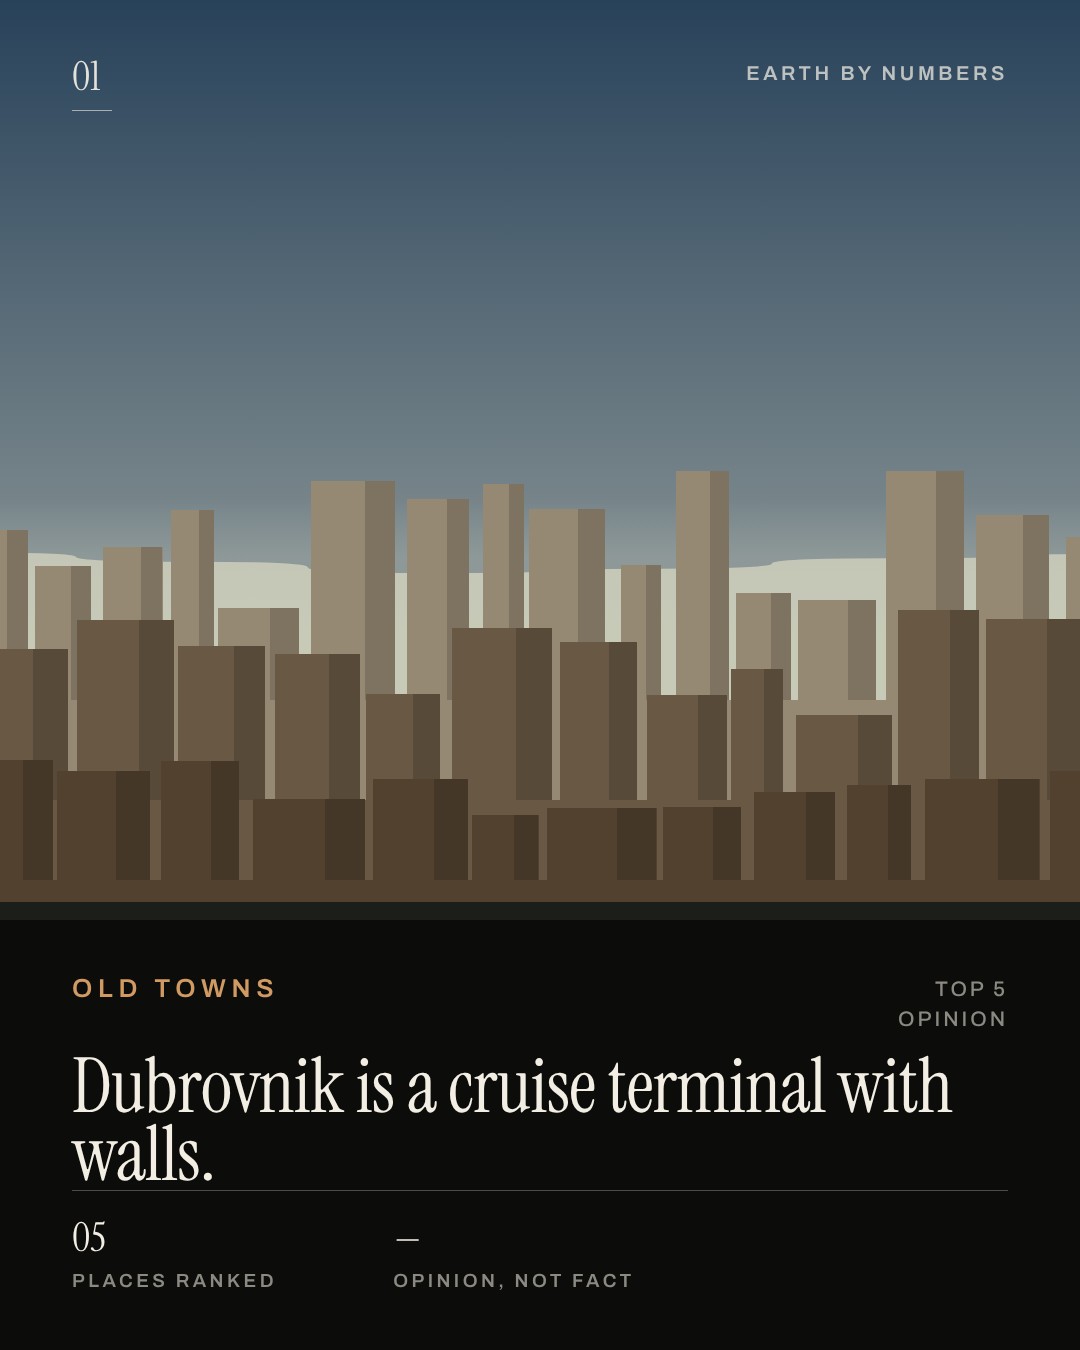 01
EARTH BY NUMBERS
OLD TOWNS
TOP 5
OPINION
Dubrovnik is a cruise terminal with
walls.
05
—
PLACES RANKED
OPINION, NOT FACT